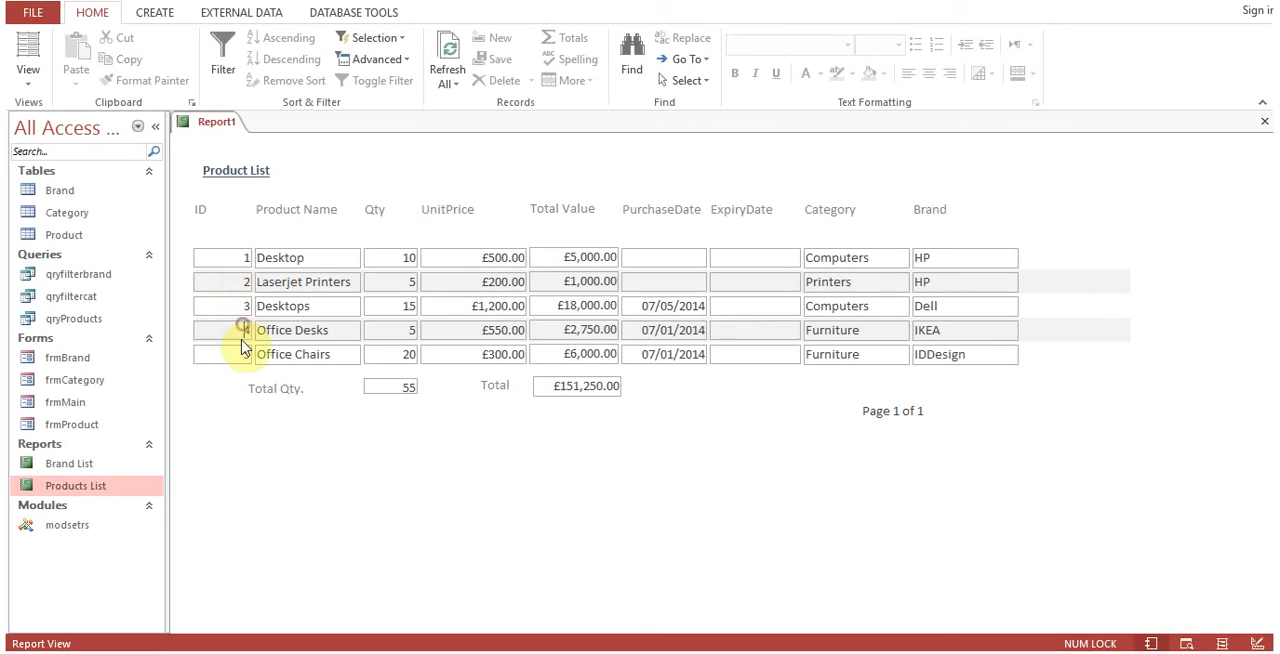 FILE HOME CREATE EXTERNAL DATA DATABASE TOOLS Sign in
View
Views
Paste
Cut
Copy
Format Painter
Clipboard
Filter
Ascending
Descending
Remove Sort
Selection
Advanced
Toggle Filter
Sort & Filter
Refresh
All
New
Save
Delete
Totals
Spelling
More
Records
Find
Replace
Go To
Select
Find
B I U A
Text Formatting
All Access ...
Search...
Tables
Brand
Category
Product
Queries
qryfilterbrand
qryfiltercat
qryProducts
Forms
frmBrand
frmCategory
frmMain
frmProduct
Reports
Brand List
Products List
Modules
modsetrs
Report1
Product List
ID Product Name Qty UnitPrice Total Value PurchaseDate ExpiryDate Category Brand
1 Desktop 10 £500.00 £5,000.00 Computers HP
2 Laserjet Printers 5 £200.00 £1,000.00 Printers HP
3 Desktops 15 £1,200.00 £18,000.00 07/05/2014 Computers Dell
4 Office Desks 5 £550.00 £2,750.00 07/01/2014 Furniture IKEA
Office Chairs 20 £300.00 £6,000.00 07/01/2014 Furniture IDDesign
Total Qty. 55 Total £151,250.00
Page 1 of 1
Report View NUM LOCK